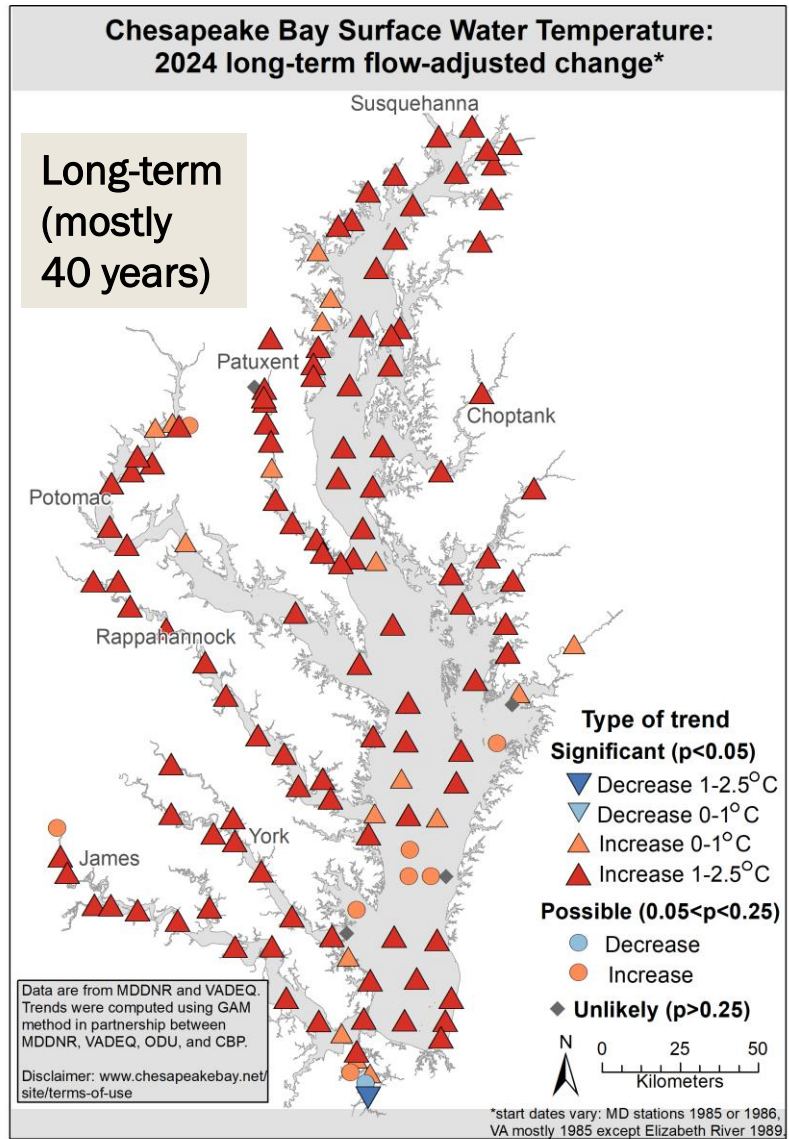 Chesapeake Bay Surface Water Temperature:
2024 long-term flow-adjusted change*
Susquehanna
Long-term
(mostly
40 years)
Patuxent
Choptank
Potomac
Rappahannock
York
James
Type of trend
Significant (p<0.05)
Decrease 1-2.5°C
Decrease 0-1°C
Increase 0-1°C
Increase 1-2.5°C
Possible (0.05<p<0.25)
Decrease
Increase
Unlikely (p>0.25)
N
0 25 50
Kilometers
Data are from MDDNR and VADEQ.
Trends were computed using GAM
method in partnership between
MDDNR, VADEQ, ODU, and CBP.
Disclaimer: www.chesapeakebay.net/
site/terms-of-use
*start dates vary: MD stations 1985 or 1986,
VA mostly 1985 except Elizabeth River 1989.